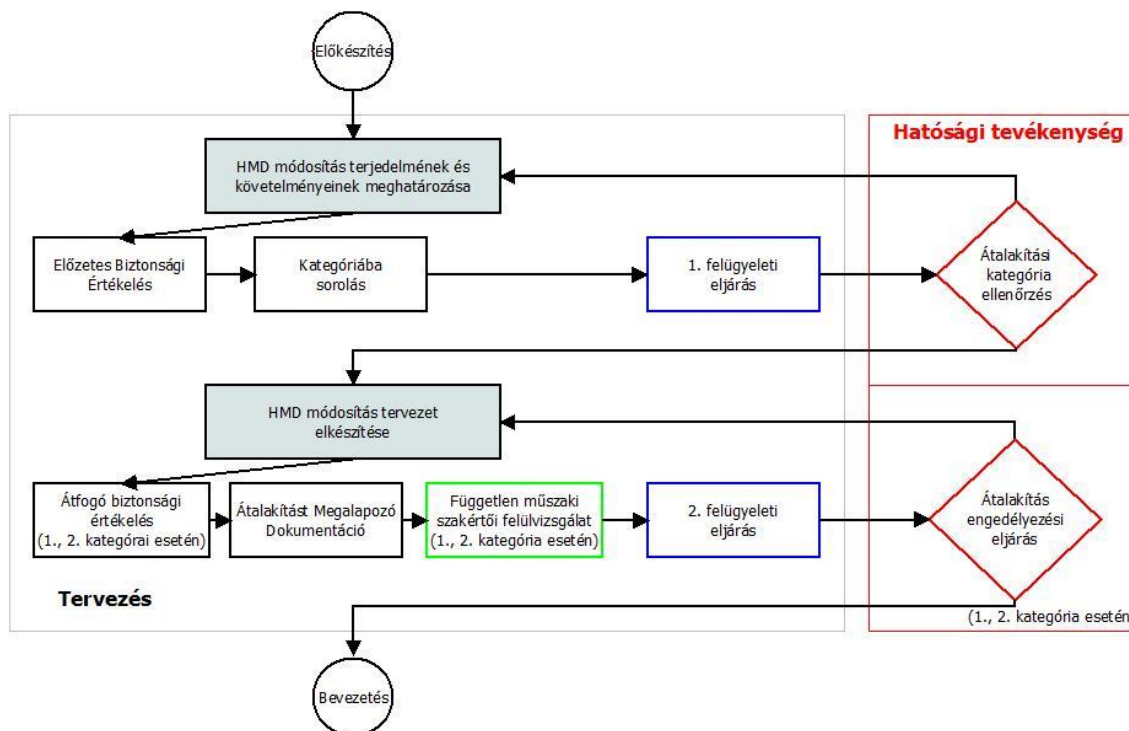 Előkészítés
Hatósági tevékenység
HMD módosítás terjedelmének és
követelményeinek meghatározása
Előzetes Biztonsági
Értékelés
Kategóriába
sorolás
1. felügyeleti
eljárás
Átalakítási
kategória
ellenőrzés
HMD módosítás tervezet
elkészítése
Átfogó biztonsági
értékelés
(1., 2. kategórai esetén)
Átalakítást Megalapozó
Dokumentáció
Független műszaki
szakértői felülvizsgálat
(1., 2. kategória esetén)
2. felügyeleti
eljárás
Átalakítás
engedélyezési
eljárás
Tervezés
(1., 2. kategória esetén
Bevezetés